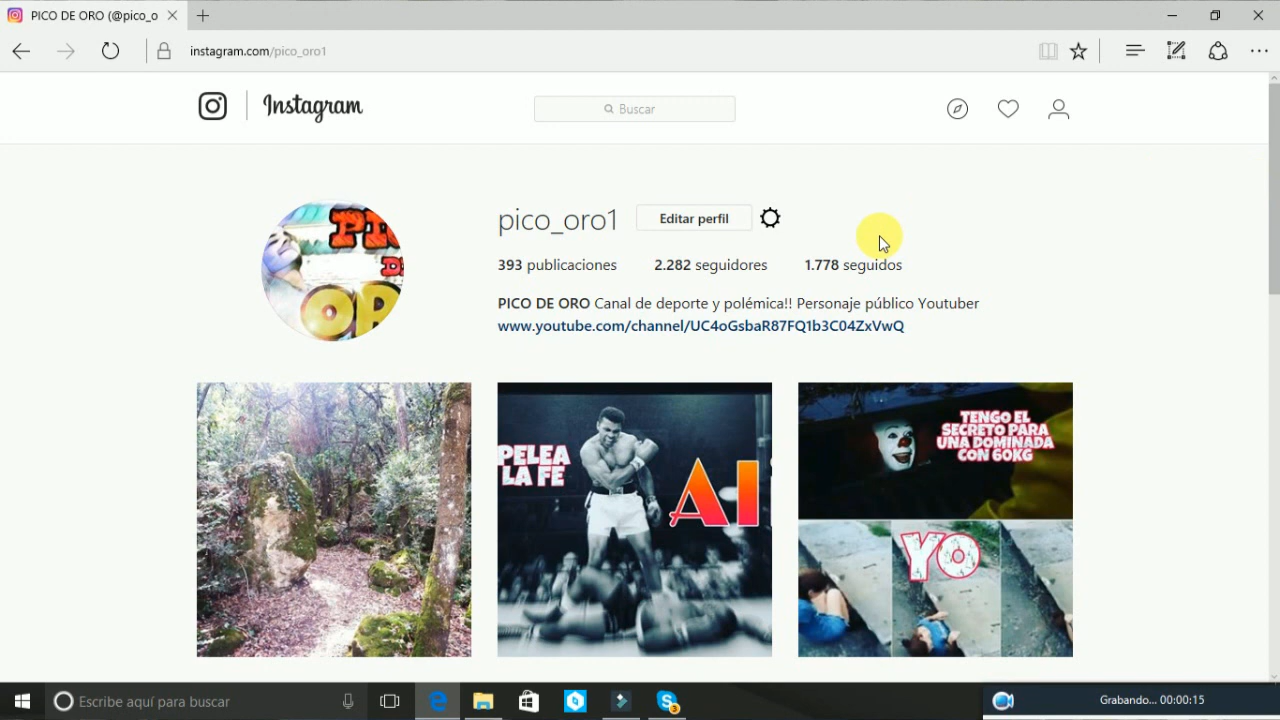 PICO DE ORO (@pico_o
instagram.com/pico_oro1
Instagram
Buscar
pico_oro1
Editar perfil
393 publicaciones 2.282 seguidores 1.778 seguidos
PICO DE ORO Canal de deporte y polémica!! Personaje público Youtuber
www.youtube.com/channel/UC4oGsbaR87FQ1b3C04ZxVwQ
PELEA
LA FE
AI
TENGO EL
SECRETO PARA
UNA DOMINADA
CON 60KG
YO
Escribe aquí para buscar
3
Grabando... 00:00:15